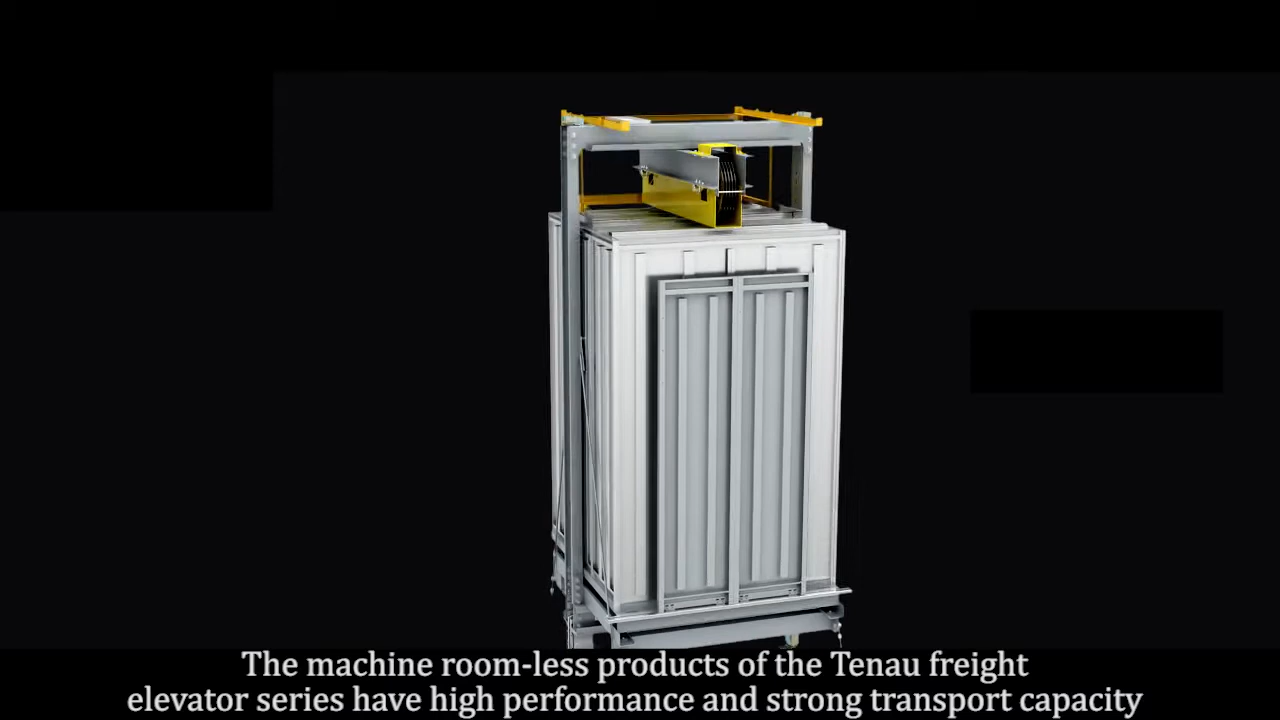 The machine room-less products of the Tenau freight
elevator series have high performance and strong transport capacity